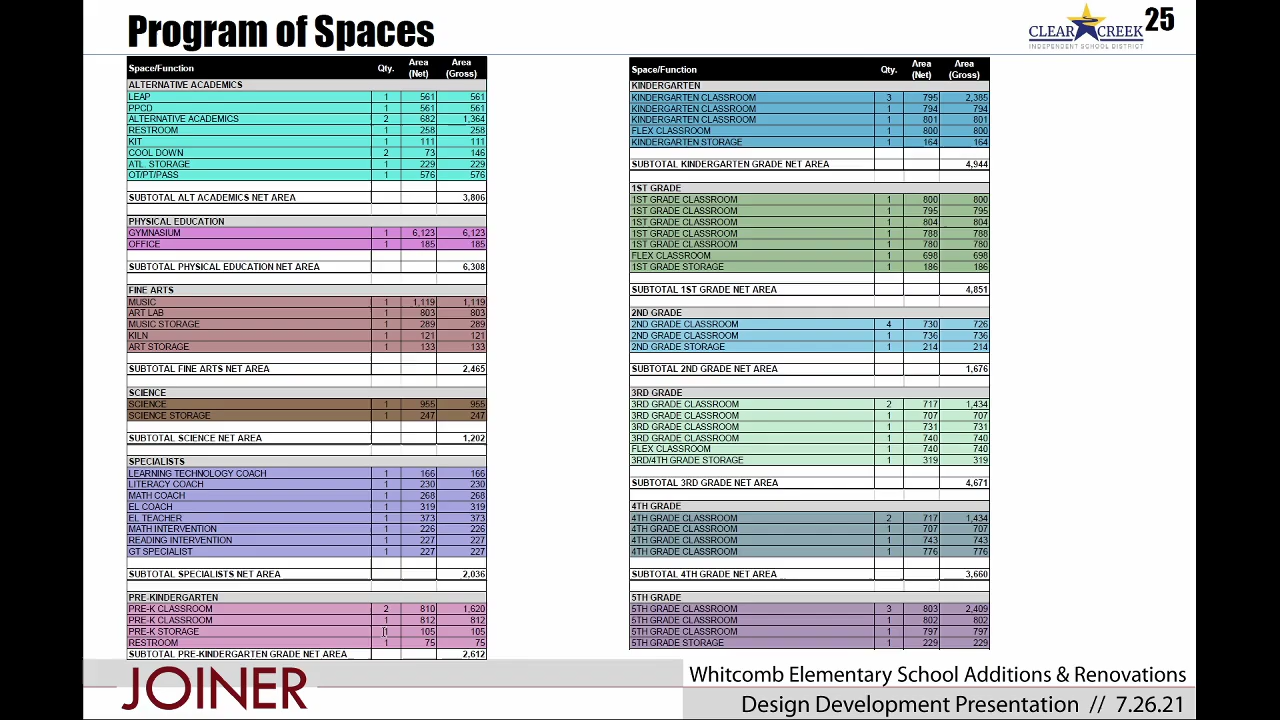 Program of Spaces
CLEAR CREEK
INDEPENDENT SCHOOL DISTRICT
25
Space/Function Qty. Area (Net) Area (Gross)
ALTERNATIVE ACADEMICS
LEAP 1 561 561
PPCD 1 561 561
ALTERNATIVE ACADEMICS 2 682 1,364
RESTROOM 1 258 258
KIT 1 111 111
COOL DOWN 2 73 146
ATL. STORAGE 1 229 229
OT/PT/PASS 1 576 576
SUBTOTAL ALT ACADEMICS NET AREA 3,806
PHYSICAL EDUCATION
GYMNASIUM 1 6,123 6,123
OFFICE 1 185 185
SUBTOTAL PHYSICAL EDUCATION NET AREA 6,308
FINE ARTS
MUSIC 1 1,119 1,119
ART LAB 1 803 803
MUSIC STORAGE 1 289 289
KILN 1 121 121
ART STORAGE 1 133 133
SUBTOTAL FINE ARTS NET AREA 2,465
SCIENCE
SCIENCE 1 955 955
SCIENCE STORAGE 1 247 247
SUBTOTAL SCIENCE NET AREA 1,202
SPECIALISTS
LEARNING TECHNOLOGY COACH 1 166 166
LITERACY COACH 1 230 230
MATH COACH 1 268 268
EL COACH 1 319 319
EL TEACHER 1 373 373
MATH INTERVENTION 1 226 226
READING INTERVENTION 1 227 227
GT SPECIALIST 1 227 227
SUBTOTAL SPECIALISTS NET AREA 2,036
PRE-KINDERGARTEN
PRE-K CLASSROOM 2 810 1,620
PRE-K CLASSROOM 1 812 812
PRE-K STORAGE 1 105 105
RESTROOM 1 75 75
SUBTOTAL PRE-KINDERGARTEN GRADE NET AREA 2,612
Space/Function Qty. Area (Net) Area (Gross)
KINDERGARTEN
KINDERGARTEN CLASSROOM 3 795 2,385
KINDERGARTEN CLASSROOM 1 794 794
KINDERGARTEN CLASSROOM 1 801 801
FLEX CLASSROOM 1 800 800
KINDERGARTEN STORAGE 1 164 164
SUBTOTAL KINDERGARTEN GRADE NET AREA 4,944
1ST GRADE
1ST GRADE CLASSROOM 1 800 800
1ST GRADE CLASSROOM 1 795 795
1ST GRADE CLASSROOM 1 804 804
1ST GRADE CLASSROOM 1 788 788
1ST GRADE CLASSROOM 1 780 780
FLEX CLASSROOM 1 698 698
1ST GRADE STORAGE 1 186 186
SUBTOTAL 1ST GRADE NET AREA 4,851
2ND GRADE
2ND GRADE CLASSROOM 4 730 726
2ND GRADE CLASSROOM 1 736 736
2ND GRADE STORAGE 1 214 214
SUBTOTAL 2ND GRADE NET AREA 1,676
3RD GRADE
3RD GRADE CLASSROOM 2 717 1,434
3RD GRADE CLASSROOM 1 707 707
3RD GRADE CLASSROOM 1 731 731
3RD GRADE CLASSROOM 1 740 740
FLEX CLASSROOM 1 740 740
3RD/4TH GRADE STORAGE 1 319 319
SUBTOTAL 3RD GRADE NET AREA 4,671
4TH GRADE
4TH GRADE CLASSROOM 2 717 1,434
4TH GRADE CLASSROOM 1 707 707
4TH GRADE CLASSROOM 1 743 743
4TH GRADE CLASSROOM 1 776 776
SUBTOTAL 4TH GRADE NET AREA 3,660
5TH GRADE
5TH GRADE CLASSROOM 3 803 2,409
5TH GRADE CLASSROOM 1 802 802
5TH GRADE CLASSROOM 1 797 797
5TH GRADE STORAGE 1 229 229
JOINER
Whitcomb Elementary School Additions & Renovations
Design Development Presentation // 7.26.21